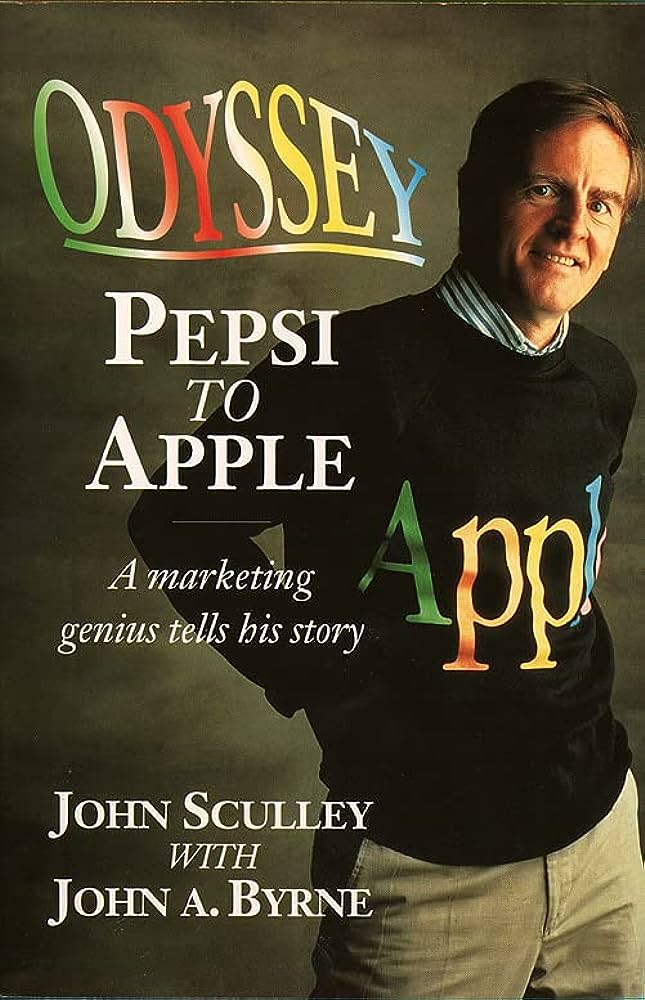 ODYSSEY
PEPSI
TO
APPLE
A marketing
genius tells his story
Appl
JOHN SCULLEY
WITH
JOHN A. BYRNE